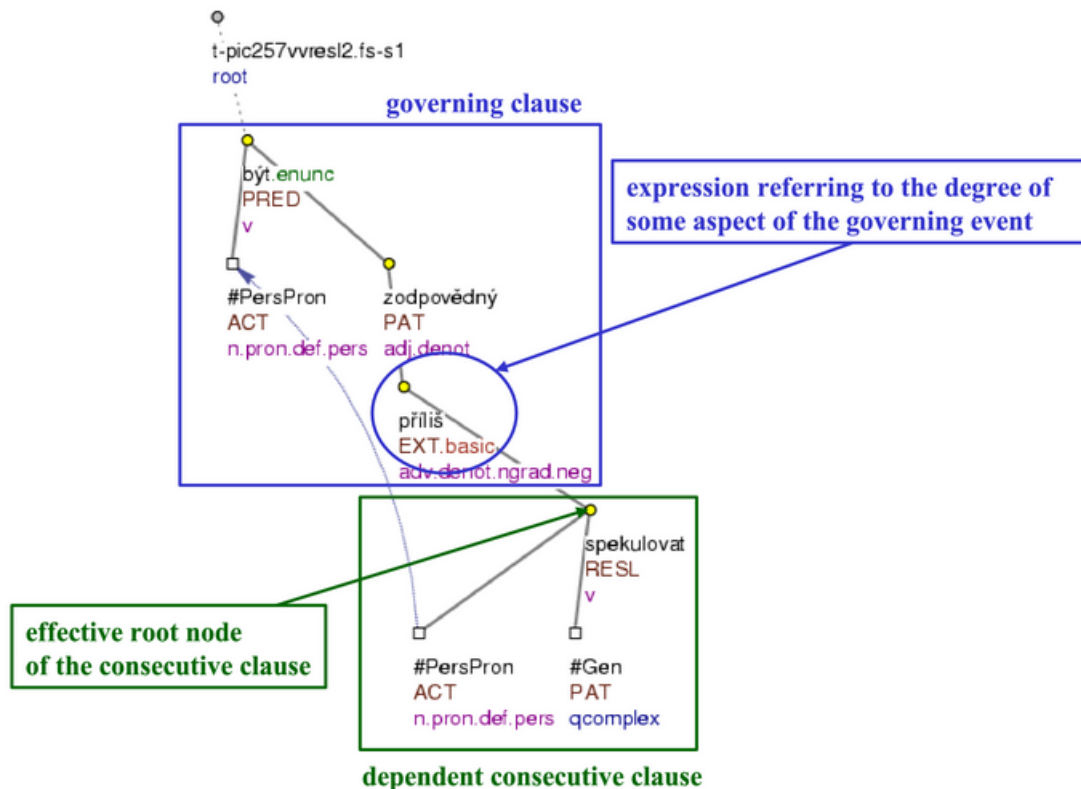 t-pic257vvresl2.fs-s1
root
governing clause
být.enunc
PRED
v
expression referring to the degree of
some aspect of the governing event
#PersPron
ACT
n.pron.def.pers
zodpovědný
PAT
adj.denot
příliš
EXT.basic
adv.denot.ngrad.neg
spekulovat
RESL
v
effective root node
of the consecutive clause
#PersPron
ACT
n.pron.def.pers
#Gen
PAT
qcomplex
dependent consecutive clause